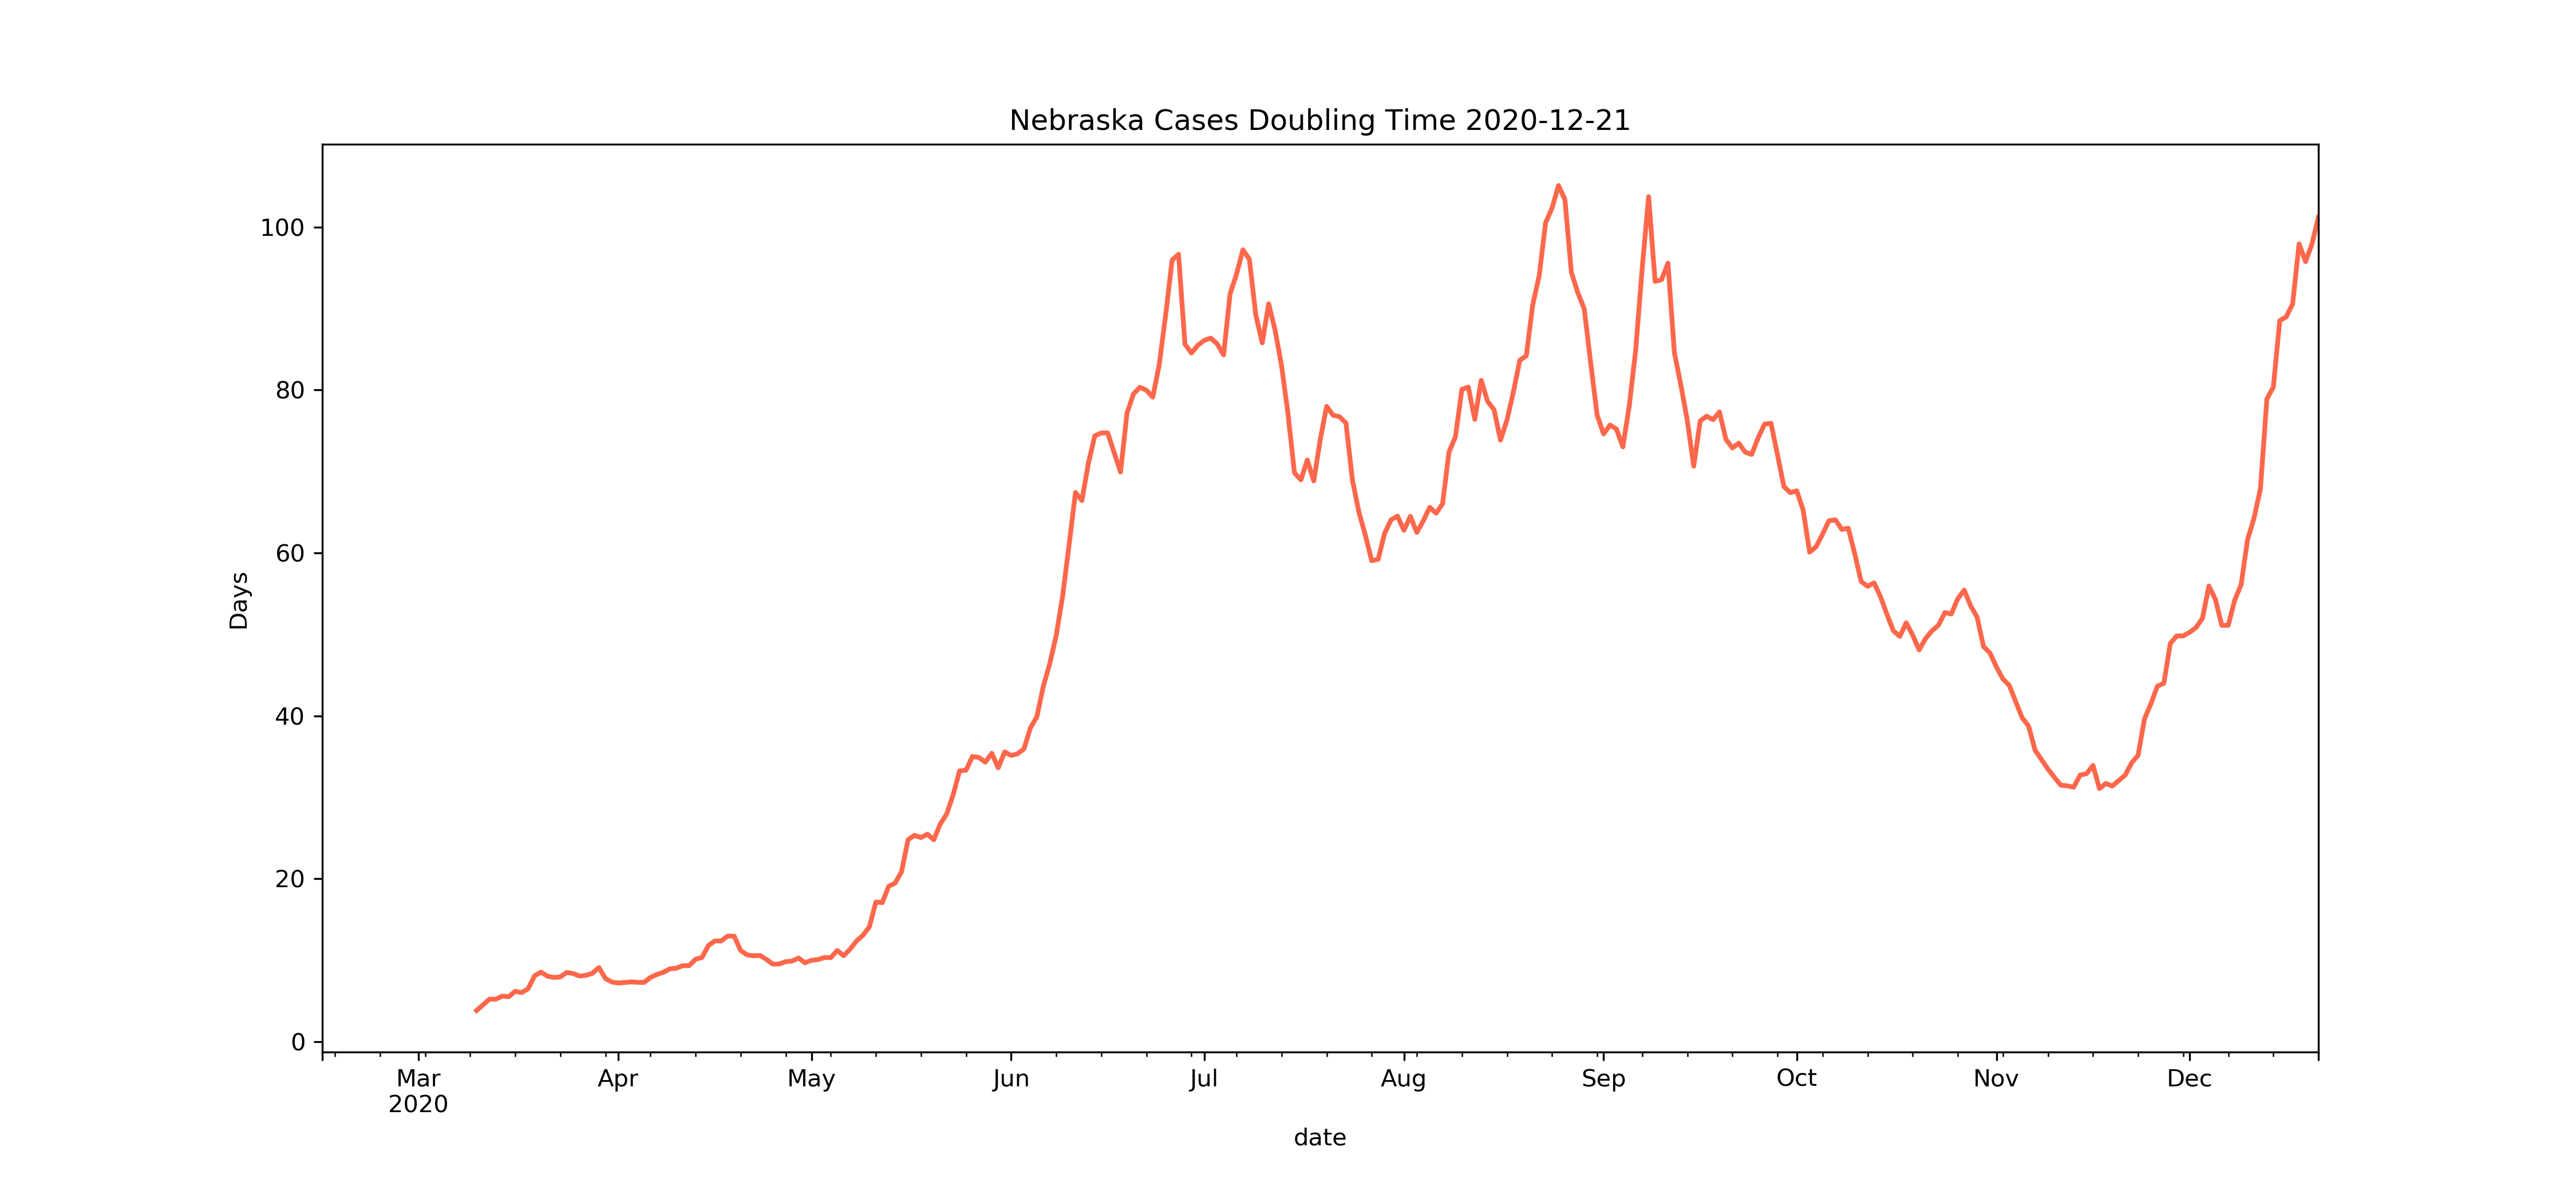 Nebraska Cases Doubling Time 2020-12-21
Days
100
80
60
40
20
0
Mar Apr May Jun Jul Aug Sep Oct Nov Dec
2020
date